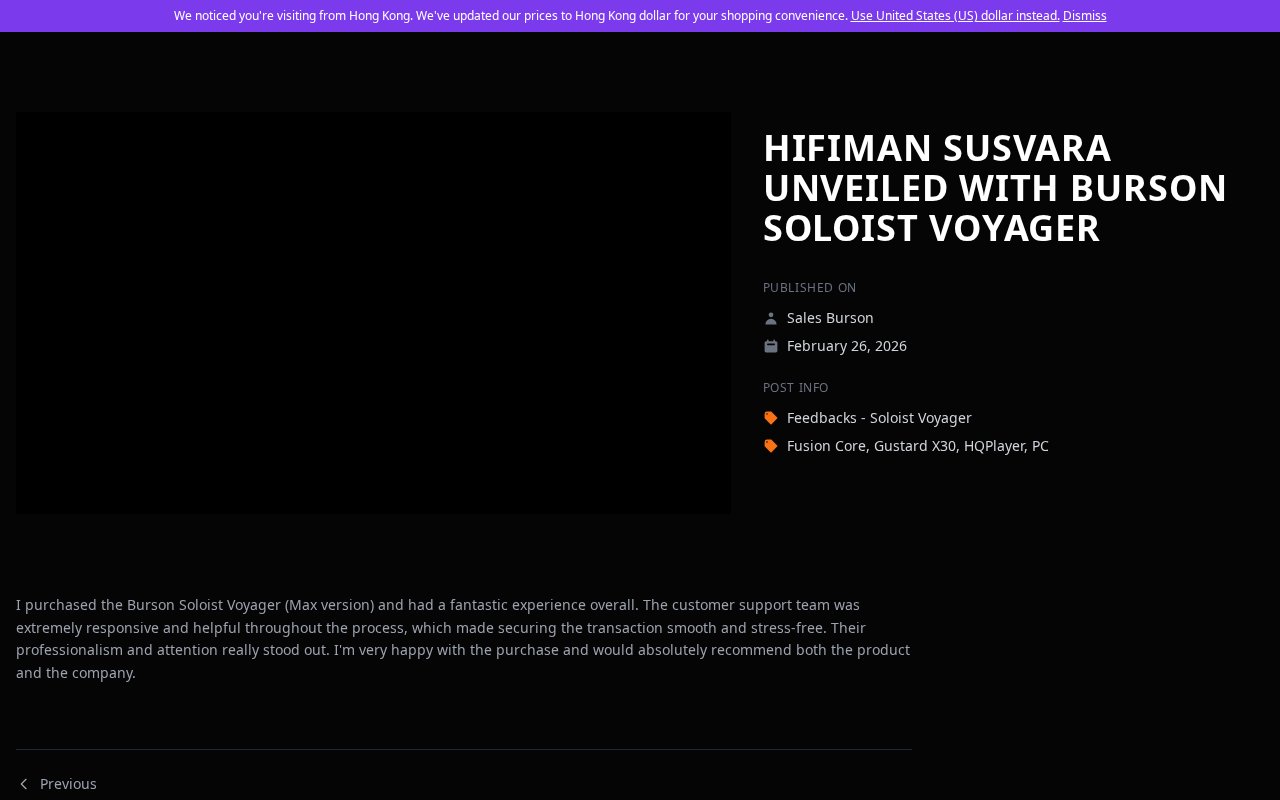 We noticed you're visiting from Hong Kong. We've updated our prices to Hong Kong dollar for your shopping convenience. Use United States (US) dollar instead. Dismiss
HIFIMAN SUSVARA
UNVEILED WITH BURSON
SOLOIST VOYAGER
PUBLISHED ON
Sales Burson
February 26, 2026
POST INFO
Feedbacks - Soloist Voyager
Fusion Core, Gustard X30, HQPlayer, PC
I purchased the Burson Soloist Voyager (Max version) and had a fantastic experience overall. The customer support team was
extremely responsive and helpful throughout the process, which made securing the transaction smooth and stress-free. Their
professionalism and attention really stood out. I'm very happy with the purchase and would absolutely recommend both the product
and the company.
Previous